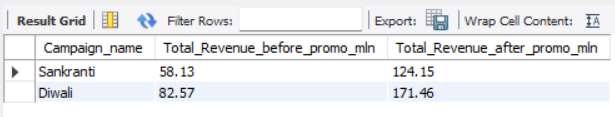 Result Grid Filter Rows: Export: Wrap Cell Content: IA
Campaign_name Total_Revenue_before_promo_mln Total_Revenue_after_promo_mln
Sankranti 58.13 124.15
Diwali 82.57 171.46